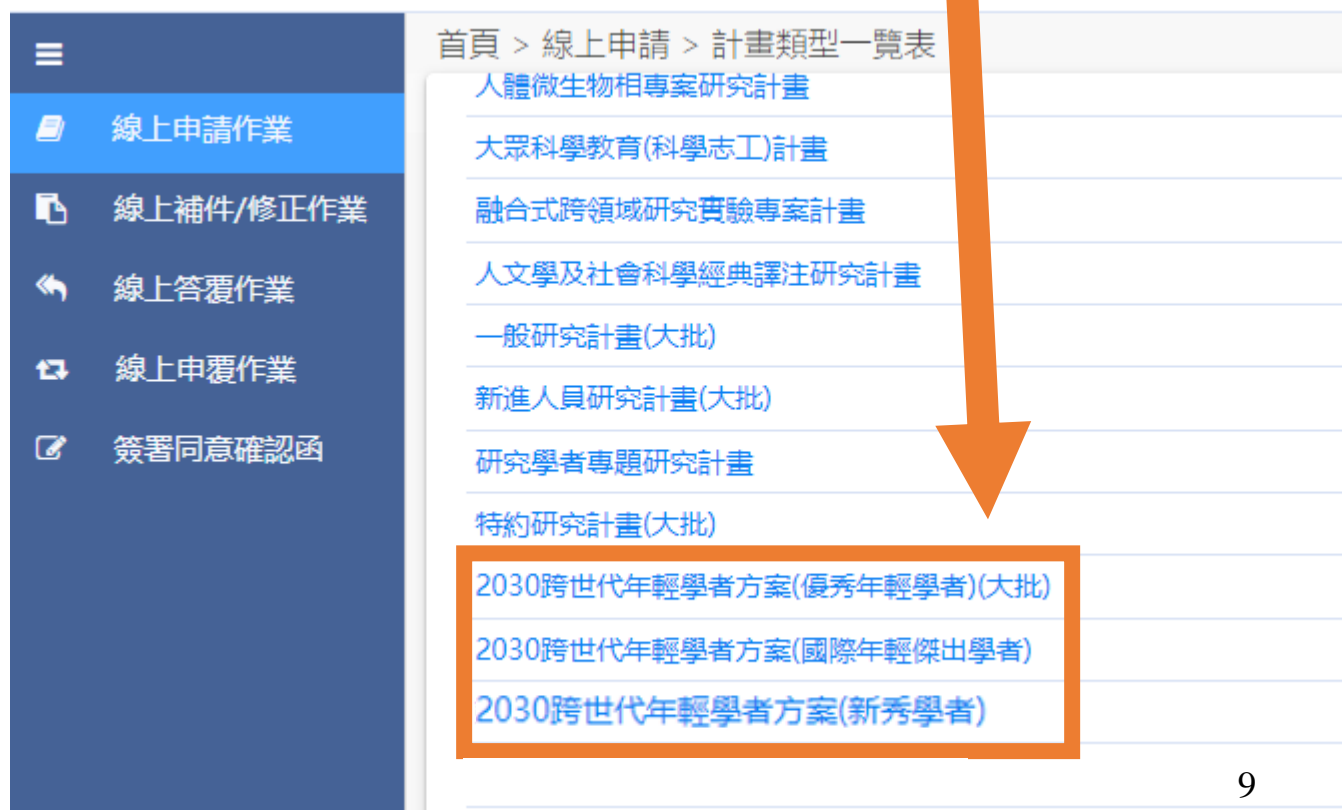 首頁 > 線上申請 > 計畫類型一覽表
線上申請作業
線上補件/修正作業
線上答覆作業
線上申覆作業
簽署同意確認函
人體微生物相專案研究計畫
大眾科學教育(科學志工)計畫
融合式跨領域研究實驗專案計畫
人文學及社會科學經典譯注研究計畫
一般研究計畫(大批)
新進人員研究計畫(大批)
研究學者專題研究計畫
特約研究計畫(大批)
2030跨世代年輕學者方案(優秀年輕學者)(大批)
2030跨世代年輕學者方案(國際年輕傑出學者)
2030跨世代年輕學者方案(新秀學者)
9